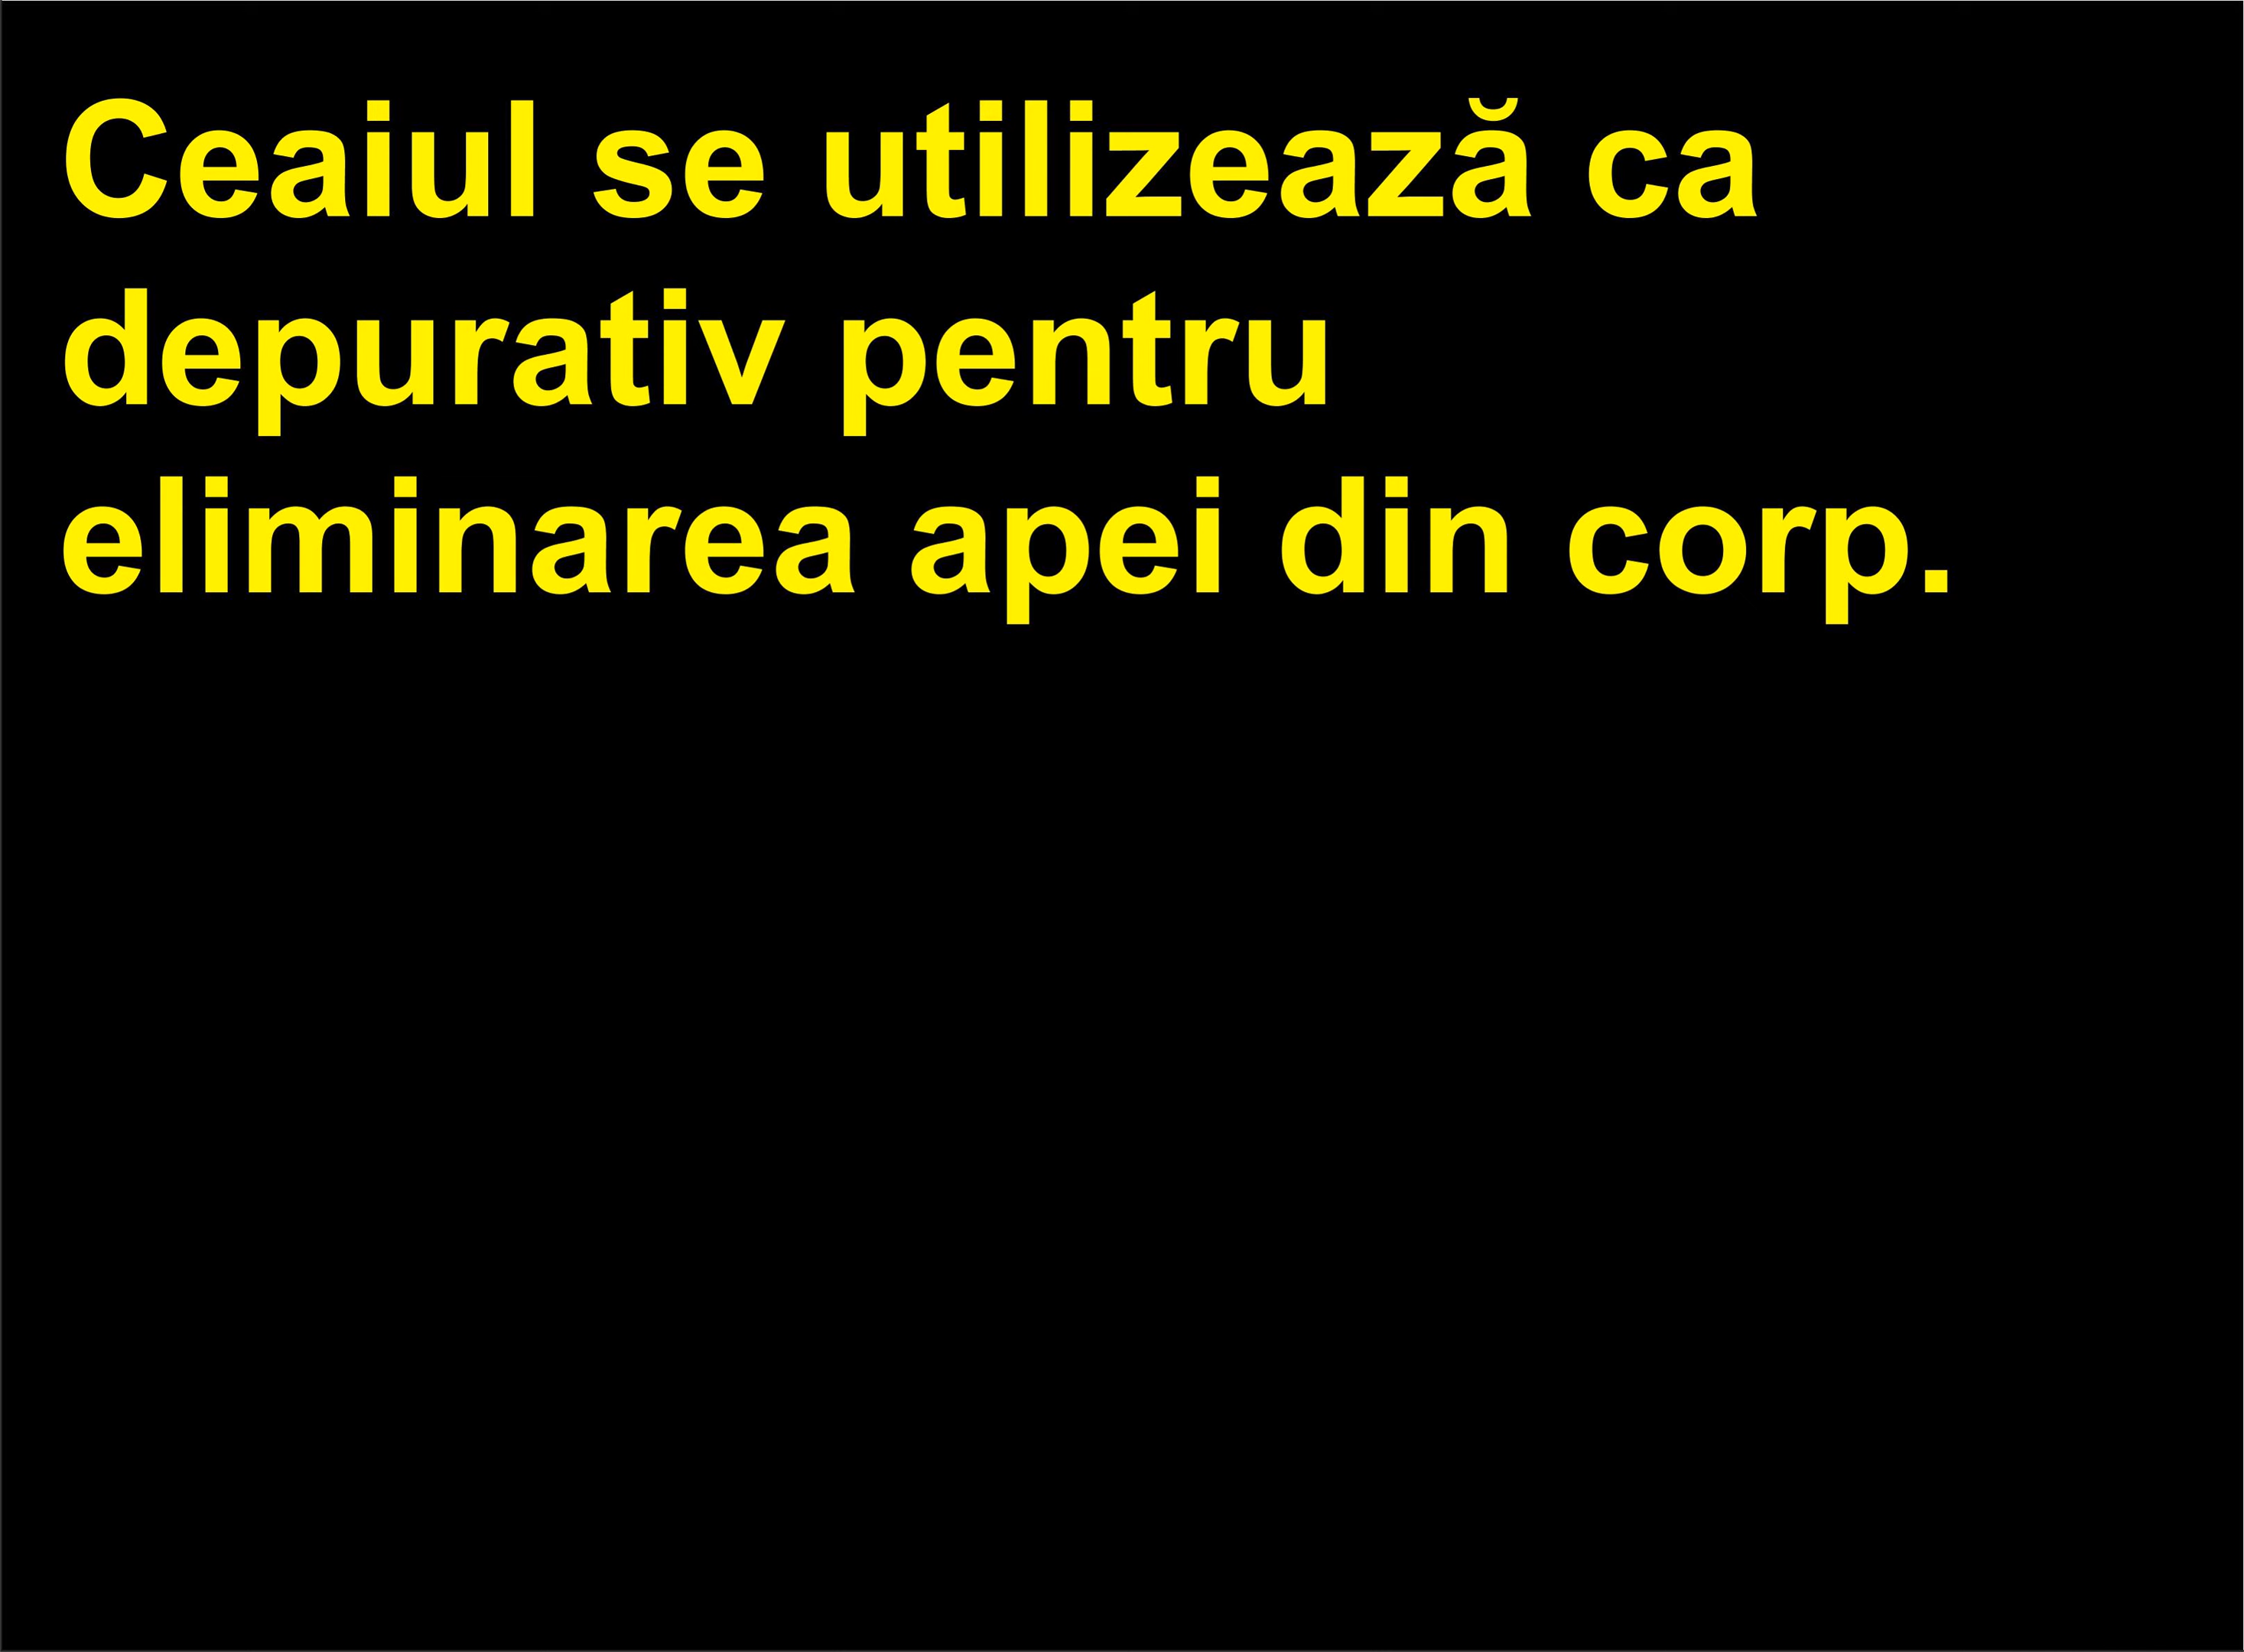 Ceaiul se utilizează ca
depurativ pentru
eliminarea apei din corp.